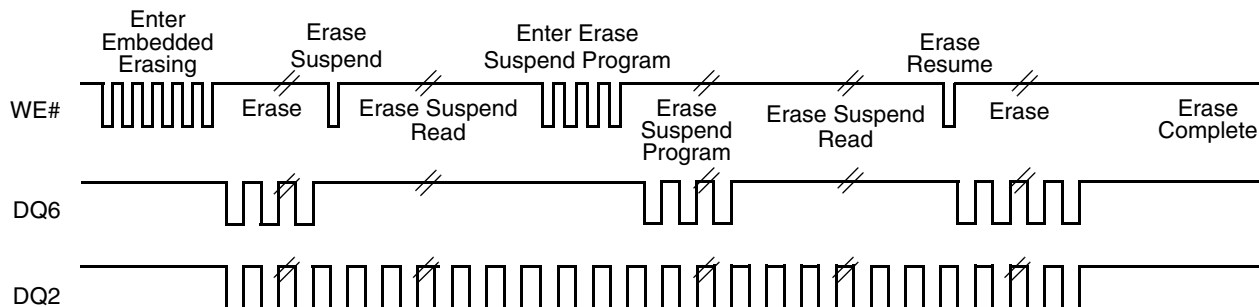 Enter
Embedded
Erasing
Erase
Suspend
Enter Erase
Suspend Program
Erase
Resume
WE#
Erase
Erase Suspend
Read
Erase
Suspend
Program
Erase Suspend
Read
Erase
Erase
Complete
DQ6
DQ2